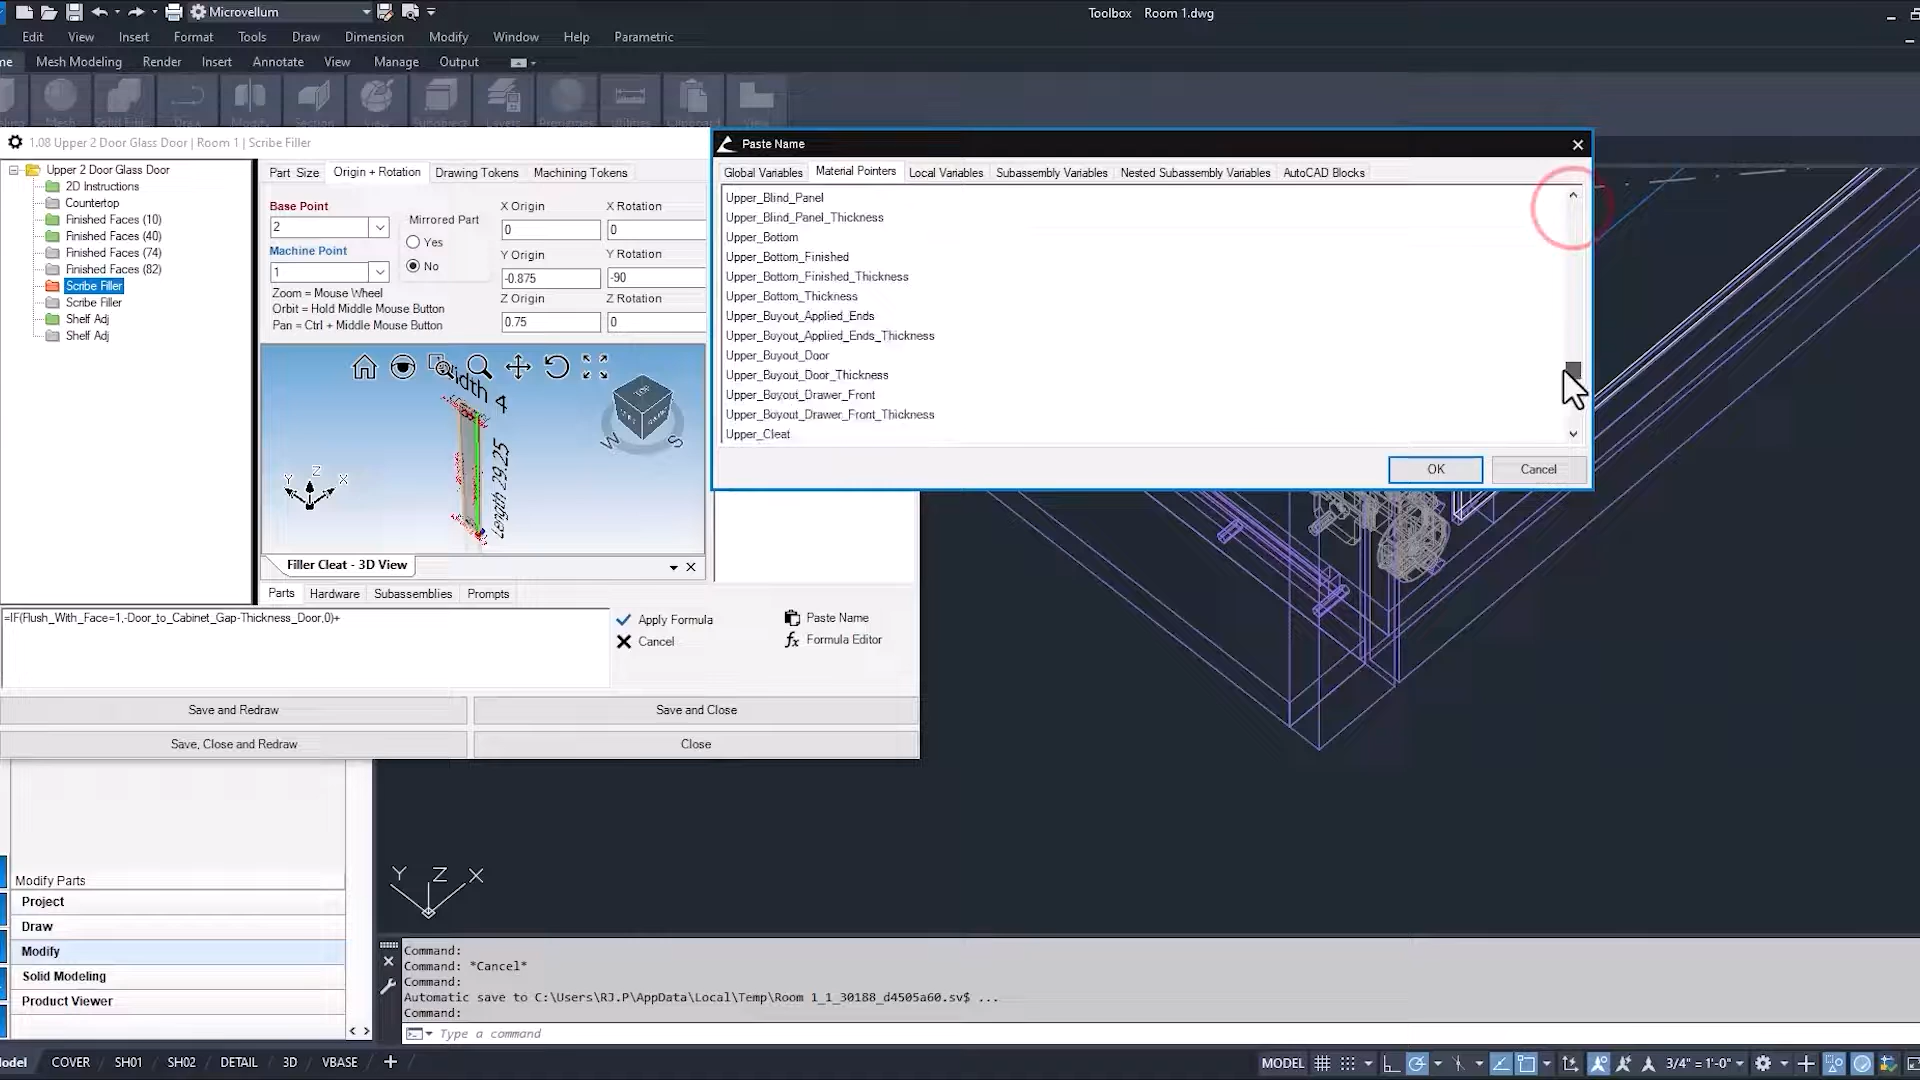 Microvellum
Toolbox Room 1.dwg
Edit View Insert Format Tools Draw Dimension Modify Window Help Parametric
me Mesh Modeling Render Insert Annotate View Manage Output
1.08 Upper 2 Door Glass Door | Room 1 | Scribe Filler
Upper 2 Door Glass Door
2D Instructions
Countertop
Finished Faces (10)
Finished Faces (40)
Finished Faces (74)
Finished Faces (82)
Scribe Filler
Scribe Filler
Shelf Adj
Shelf Adj
Part Size Origin + Rotation Drawing Tokens Machining Tokens
Base Point
2
Machine Point
1
Mirrored Part
Yes
No
X Origin
0
Y Origin
-0.875
Z Origin
0.75
X Rotation
0
Y Rotation
-90
Z Rotation
0
Zoom = Mouse Wheel
Orbit = Hold Middle Mouse Button
Pan = Ctrl + Middle Mouse Button
Width 4
Length 29.25
TOP
W
S
Y Z X
Filler Cleat - 3D View
Parts Hardware Subassemblies Prompts
=IF(Flush_With_Face=1,-Door_to_Cabinet_Gap-Thickness_Door,0)+
Apply Formula
Cancel
Paste Name
Formula Editor
Save and Redraw
Save and Close
Save, Close and Redraw
Close
Paste Name
Global Variables Material Pointers Local Variables Subassembly Variables Nested Subassembly Variables AutoCAD Blocks
Upper_Blind_Panel
Upper_Blind_Panel_Thickness
Upper_Bottom
Upper_Bottom_Finished
Upper_Bottom_Finished_Thickness
Upper_Bottom_Thickness
Upper_Buyout_Applied_Ends
Upper_Buyout_Applied_Ends_Thickness
Upper_Buyout_Door
Upper_Buyout_Door_Thickness
Upper_Buyout_Drawer_Front
Upper_Buyout_Drawer_Front_Thickness
Upper_Cleat
OK
Cancel
Modify Parts
Project
Draw
Modify
Solid Modeling
Product Viewer
Y Z X
Command:
Command: *Cancel*
Command:
Automatic save to C:\Users\RJ.P\AppData\Local\Temp\Room 1_1_30188_d4505a60.sv$ ...
Command:
Type a command
odel COVER SH01 SH02 DETAIL 3D VBASE
MODEL
3/4" = 1'-0"